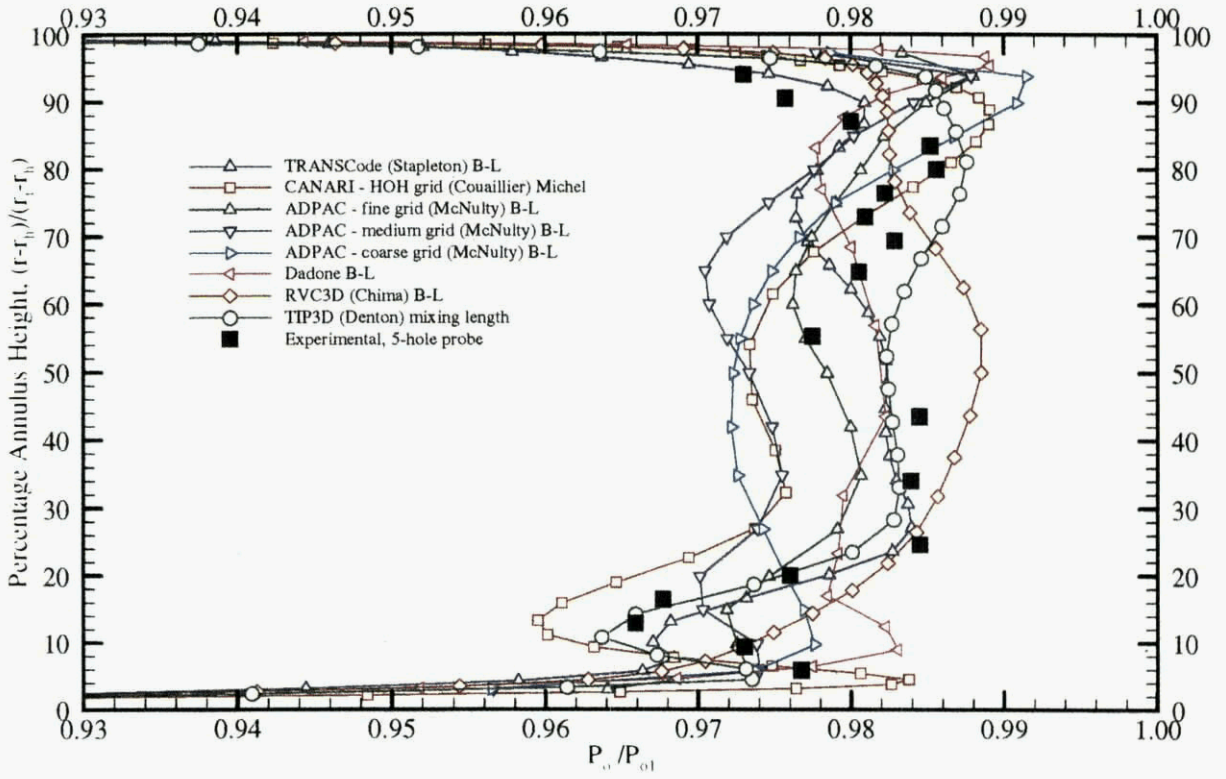 0.93 0.94 0.95 0.96 0.97 0.98 0.99 1.00
100 100
90 90
80 80
70 70
60 60
50 50
40 40
30 30
20 20
10 10
0 0
Percentage Annulus Height, (r-r_h)/(r_t-r_h)
TRANSCode (Stapleton) B-L
CANARI - HOH grid (Couaillier) Michel
ADPAC - fine grid (McNulty) B-L
ADPAC - medium grid (McNulty) B-L
ADPAC - coarse grid (McNulty) B-L
Dadone B-L
RVC3D (Chima) B-L
TIP3D (Denton) mixing length
Experimental, 5-hole probe
0.93 0.94 0.95 0.96 0.97 0.98 0.99 1.00
P_o/P_o1